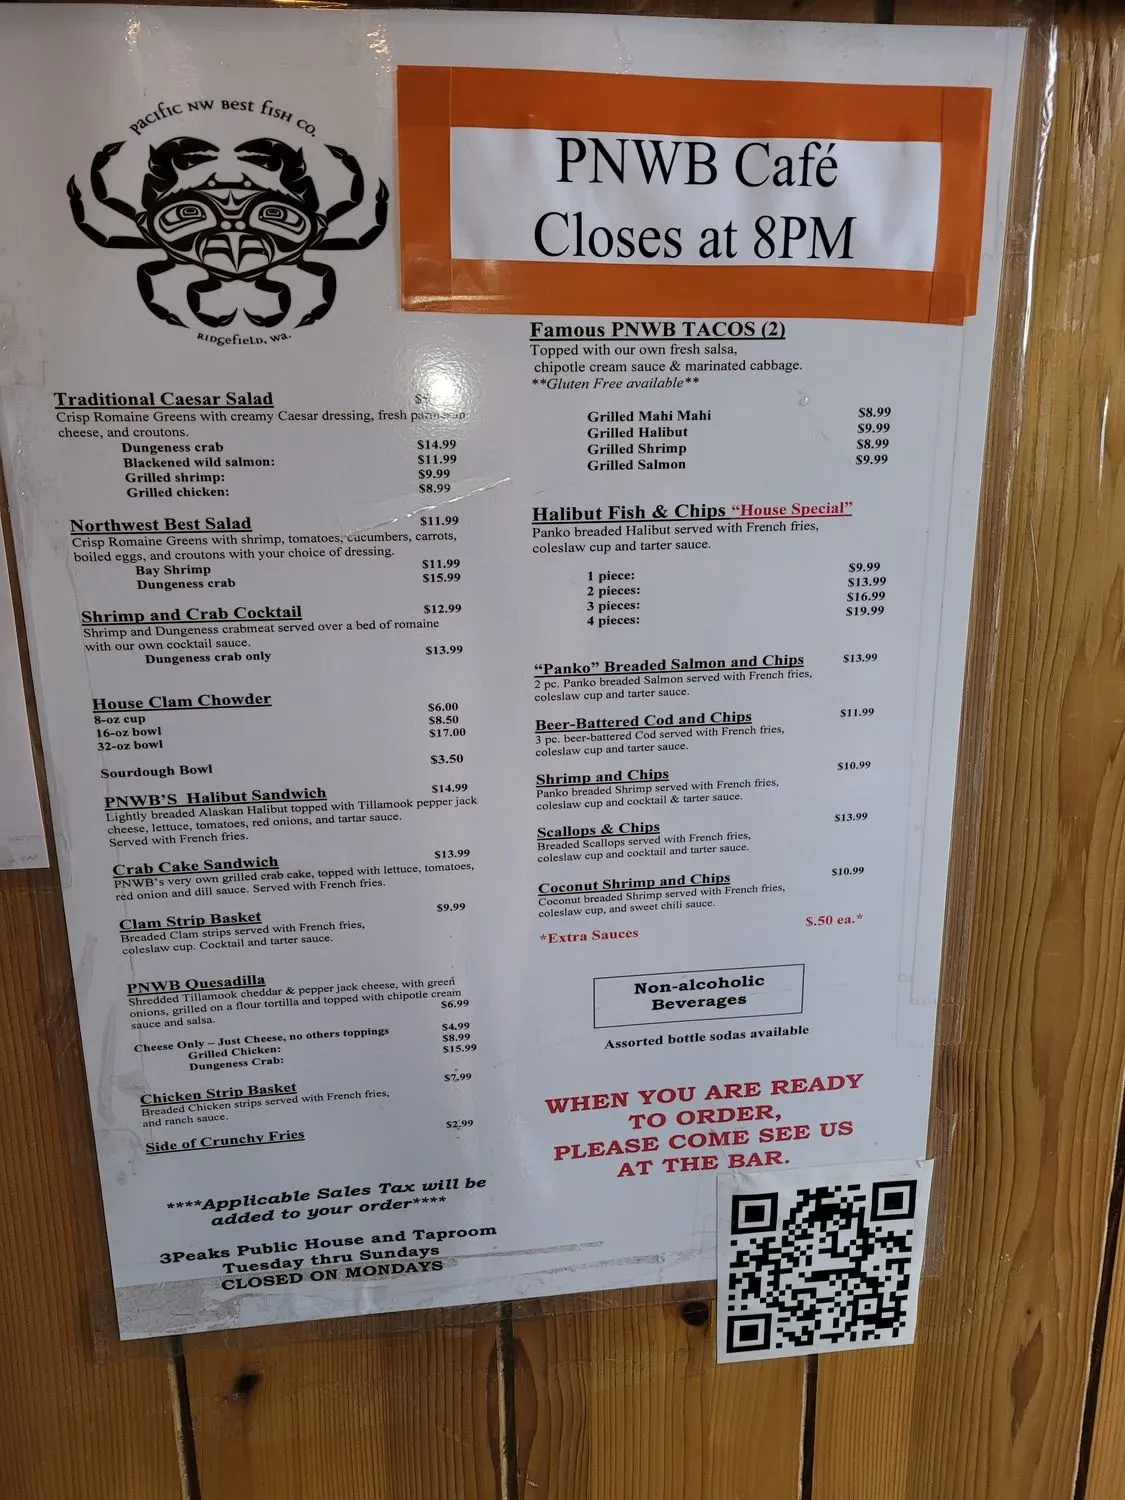 Pacific NW Best Fish Co.
Ridgefield, Wa.
PNWB Café
Closes at 8PM
Traditional Caesar Salad
Crisp Romaine Greens with creamy Caesar dressing, fresh parmesan
cheese, and croutons.
Dungeness crab $14.99
Blackened wild salmon: $11.99
Grilled shrimp: $9.99
Grilled chicken: $8.99
Northwest Best Salad $11.99
Crisp Romaine Greens with shrimp, tomatoes, cucumbers, carrots,
boiled eggs, and croutons with your choice of dressing.
Bay Shrimp $11.99
Dungeness crab $15.99
Shrimp and Crab Cocktail $12.99
Shrimp and Dungeness crabmeat served over a bed of romaine
with our own cocktail sauce.
Dungeness crab only $13.99
House Clam Chowder
8-oz cup $6.00
16-oz bowl $8.50
32-oz bowl $17.00
Sourdough Bowl $3.50
PNWB'S Halibut Sandwich $14.99
Lightly breaded Alaskan Halibut topped with Tillamook pepper jack
cheese, lettuce, tomatoes, red onions, and tartar sauce.
Served with French fries.
Crab Cake Sandwich $13.99
PNWB's very own grilled crab cake, topped with lettuce, tomatoes,
red onion and dill sauce. Served with French fries.
Clam Strip Basket $9.99
Breaded Clam strips served with French fries,
coleslaw cup. Cocktail and tarter sauce.
PNWB Quesadilla
Shredded Tillamook cheddar & pepper jack cheese, with green
onions, grilled on a flour tortilla and topped with chipotle cream
sauce and salsa. $6.99
Cheese Only – Just Cheese, no others toppings $4.99
Grilled Chicken: $8.99
Dungeness Crab: $15.99
Chicken Strip Basket $7.99
Breaded Chicken strips served with French fries,
and ranch sauce.
Side of Crunchy Fries $2.99
****Applicable Sales Tax will be
added to your order****
3Peaks Public House and Taproom
Tuesday thru Sundays
CLOSED ON MONDAYS
Famous PNWB TACOS (2)
Topped with our own fresh salsa,
chipotle cream sauce & marinated cabbage.
**Gluten Free available**
Grilled Mahi Mahi $8.99
Grilled Halibut $9.99
Grilled Shrimp $8.99
Grilled Salmon $9.99
Halibut Fish & Chips "House Special"
Panko breaded Halibut served with French fries,
coleslaw cup and tarter sauce.
1 piece: $9.99
2 pieces: $13.99
3 pieces: $16.99
4 pieces: $19.99
"Panko" Breaded Salmon and Chips $13.99
2 pc. Panko breaded Salmon served with French fries,
coleslaw cup and tarter sauce.
Beer-Battered Cod and Chips $11.99
3 pc. beer-battered Cod served with French fries,
coleslaw cup and tarter sauce.
Shrimp and Chips $10.99
Panko breaded Shrimp served with French fries,
coleslaw cup and cocktail & tarter sauce.
Scallops & Chips $13.99
Breaded Scallops served with French fries,
coleslaw cup and cocktail and tarter sauce.
Coconut Shrimp and Chips $10.99
Coconut breaded Shrimp served with French fries,
coleslaw cup, and sweet chili sauce.
*Extra Sauces $.50 ea.*
Non-alcoholic
Beverages
Assorted bottle sodas available
WHEN YOU ARE READY
TO ORDER,
PLEASE COME SEE US
AT THE BAR.